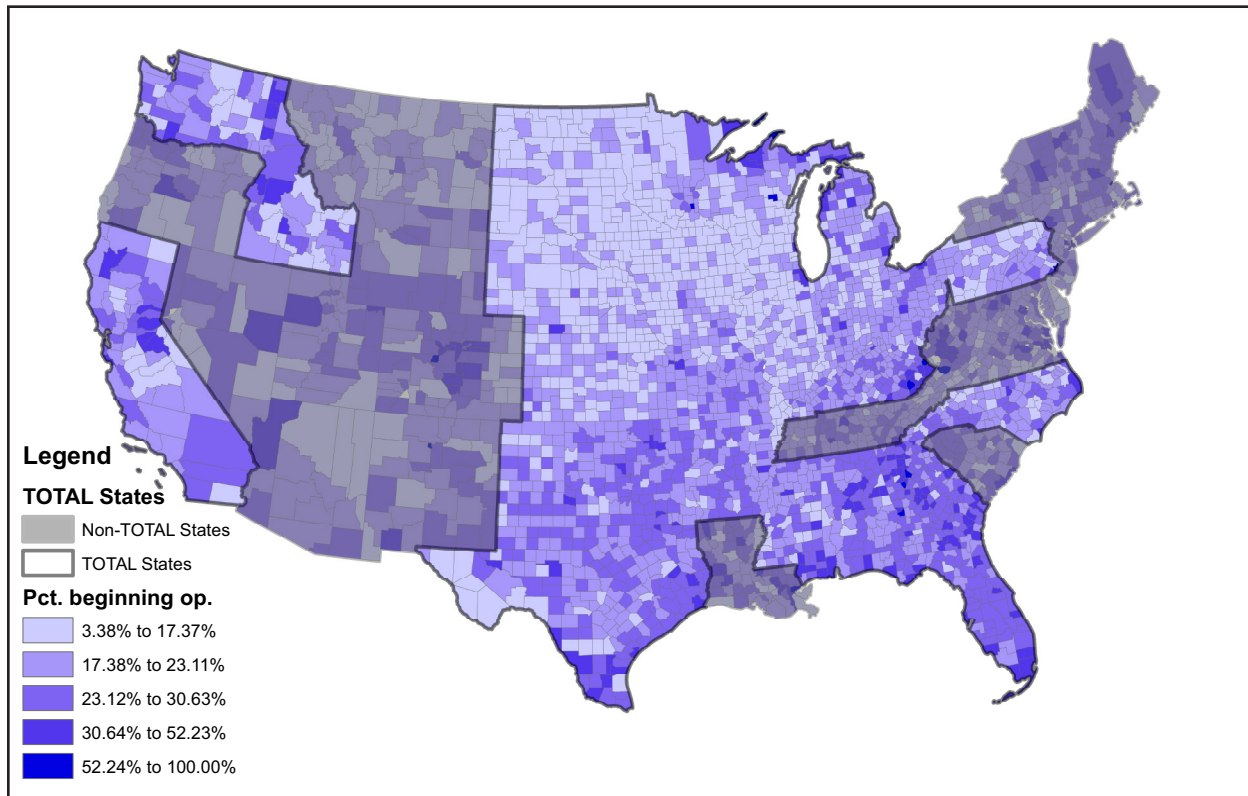 Legend
TOTAL States
Non-TOTAL States
TOTAL States
Pct. beginning op.
3.38% to 17.37%
17.38% to 23.11%
23.12% to 30.63%
30.64% to 52.23%
52.24% to 100.00%